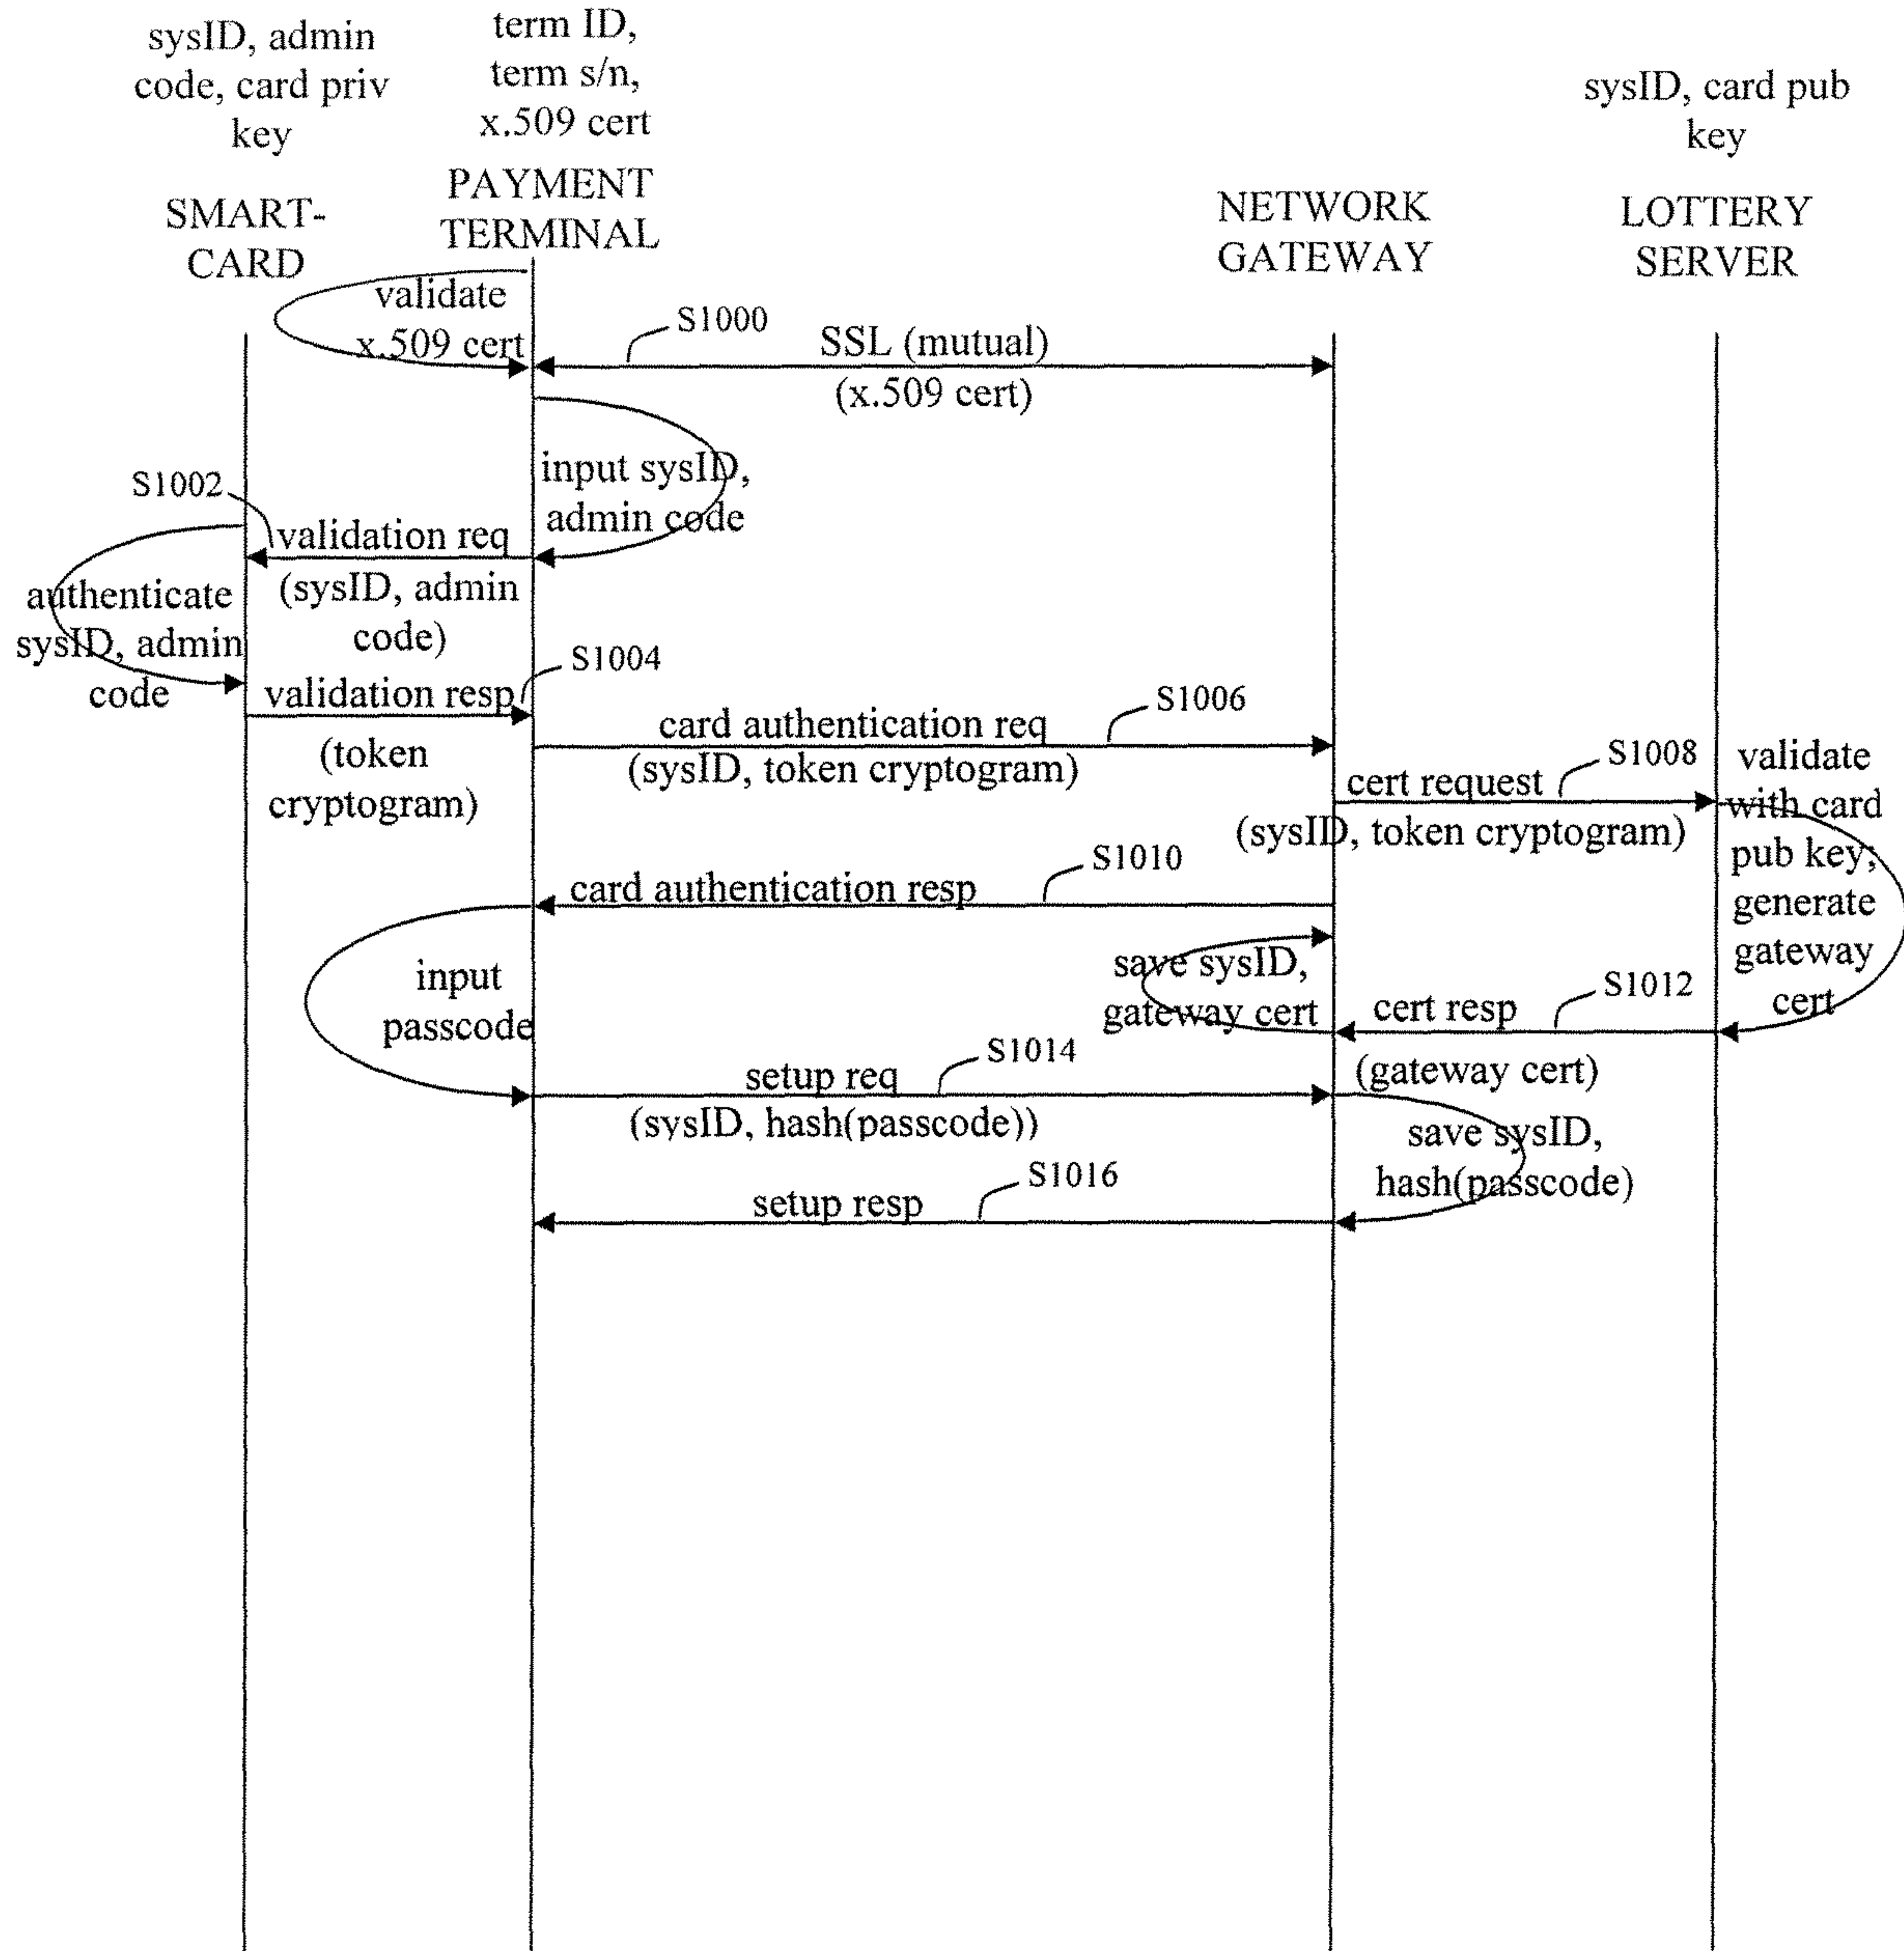 sysID, admin
code, card priv
key
term ID,
term s/n,
x.509 cert
sysID, card pub
key
SMART-
CARD
PAYMENT
TERMINAL
NETWORK
GATEWAY
LOTTERY
SERVER
validate
x.509 cert
S1000
SSL (mutual)
(x.509 cert)
input sysID,
admin code
S1002
validation req
(sysID, admin
code)
authenticate
sysID, admin
code
S1004
validation resp
(token
cryptogram)
S1006
card authentication req
(sysID, token cryptogram)
S1008
cert request
(sysID, token cryptogram)
validate
with card
pub key;
generate
gateway
cert
S1010
card authentication resp
input
passcode
save sysID,
gateway cert
S1012
cert resp
(gateway cert)
S1014
setup req
(sysID, hash(passcode))
save sysID,
hash(passcode)
S1016
setup resp